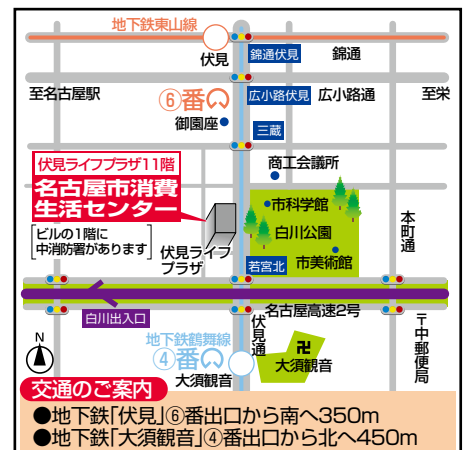 地下鉄東山線
伏見
錦通伏見
錦通
至名古屋駅
⑥番
広小路伏見
広小路通
至栄
御園座
三蔵
商工会議所
伏見ライフプラザ11階
名古屋市消費
生活センター
ビルの1階に
中消防署があります
市科学館
白川公園
本町通
伏見ライフ
プラザ
若宮北
市美術館
白川出入口
名古屋高速2号
地下鉄鶴舞線
伏見通
〒中郵便局
N
④番
卍
大須観音
大須観音
交通のご案内
●地下鉄「伏見」⑥番出口から南へ350m
●地下鉄「大須観音」④番出口から北へ450m